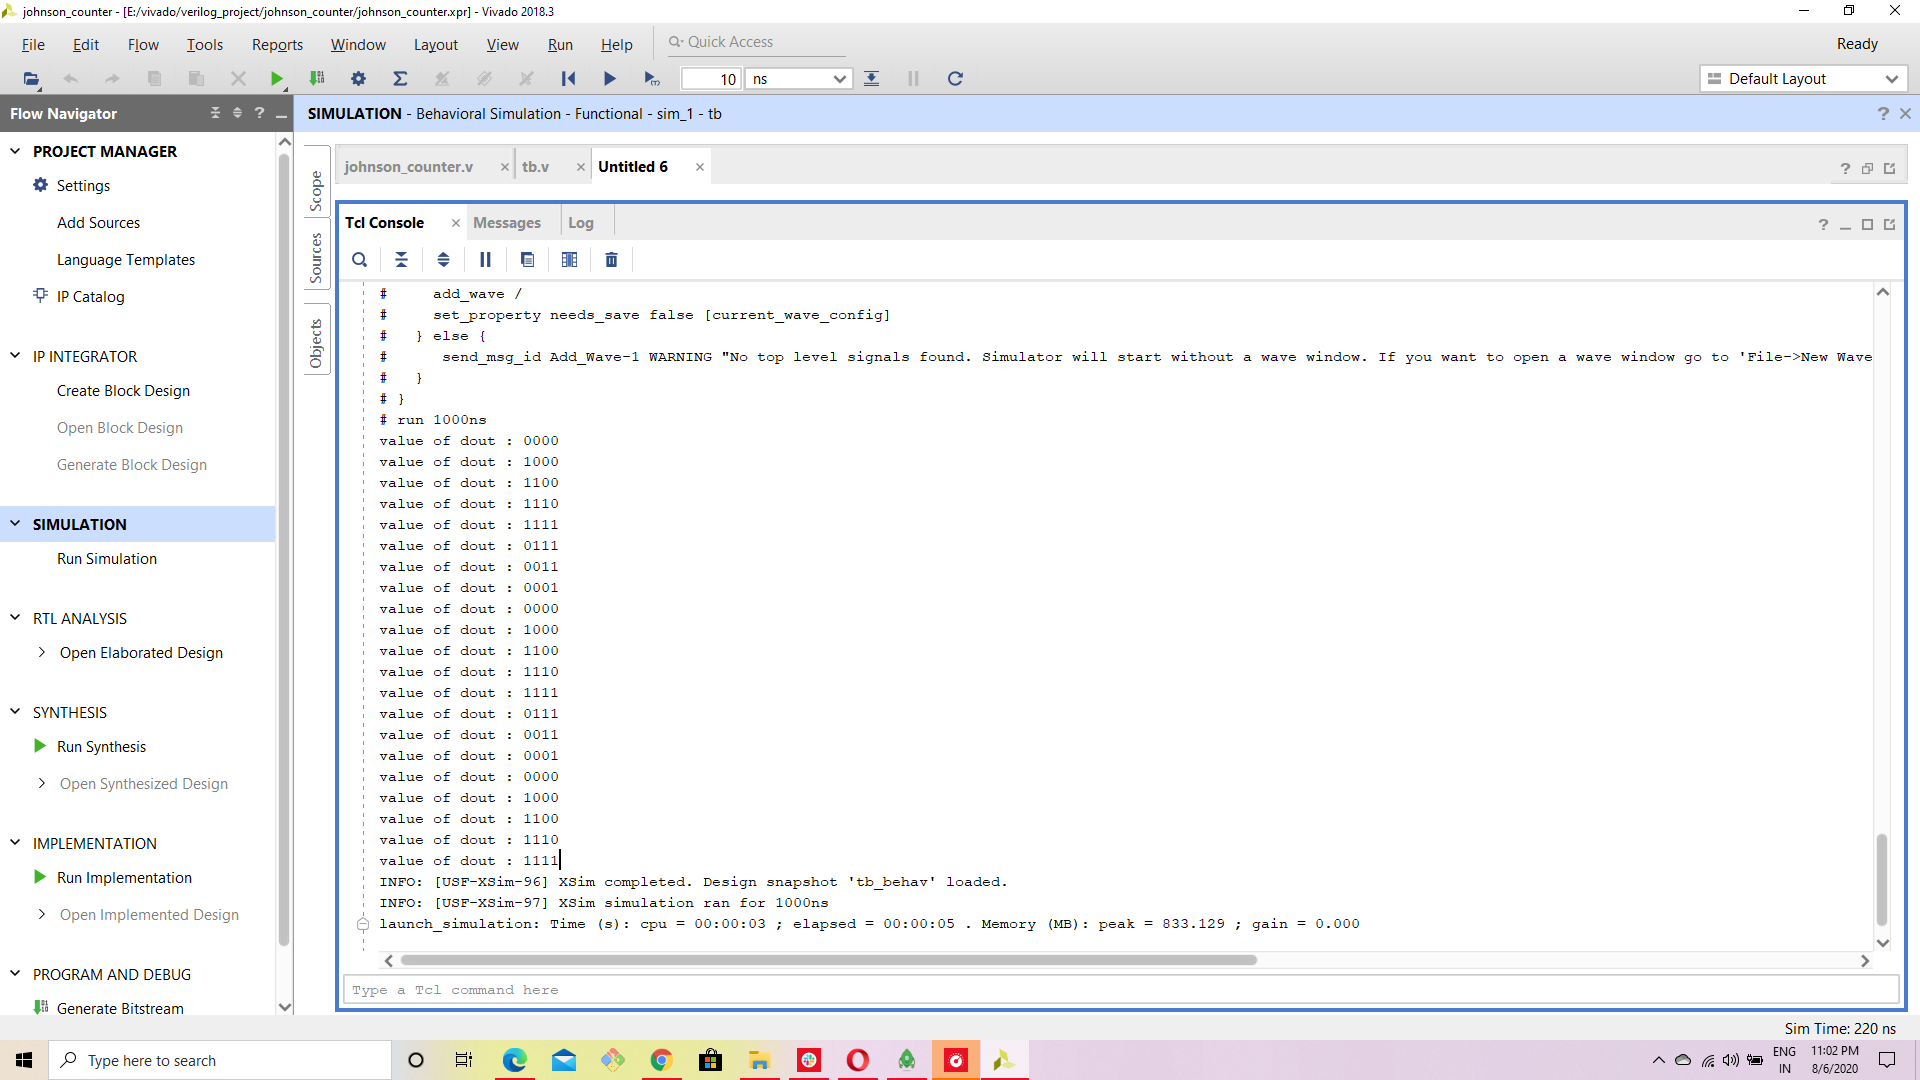 johnson_counter - [E:/vivado/verilog_project/johnson_counter/johnson_counter.xpr] - Vivado 2018.3
File Edit Flow Tools Reports Window Layout View Run Help Quick Access
Ready
10 ns
Default Layout
Flow Navigator
SIMULATION - Behavioral Simulation - Functional - sim_1 - tb
PROJECT MANAGER
Settings
Add Sources
Language Templates
IP Catalog
IP INTEGRATOR
Create Block Design
Open Block Design
Generate Block Design
SIMULATION
Run Simulation
RTL ANALYSIS
Open Elaborated Design
SYNTHESIS
Run Synthesis
Open Synthesized Design
IMPLEMENTATION
Run Implementation
Open Implemented Design
PROGRAM AND DEBUG
Generate Bitstream
Scope
Sources
Objects
johnson_counter.v tb.v Untitled 6
Tcl Console Messages Log
# add_wave /
# set_property needs_save false [current_wave_config]
# } else {
# send_msg_id Add_Wave-1 WARNING "No top level signals found. Simulator will start without a wave window. If you want to open a wave window go to 'File->New Wave
# }
# }
# run 1000ns
value of dout : 0000
value of dout : 1000
value of dout : 1100
value of dout : 1110
value of dout : 1111
value of dout : 0111
value of dout : 0011
value of dout : 0001
value of dout : 0000
value of dout : 1000
value of dout : 1100
value of dout : 1110
value of dout : 1111
value of dout : 0111
value of dout : 0011
value of dout : 0001
value of dout : 0000
value of dout : 1000
value of dout : 1100
value of dout : 1110
value of dout : 1111
INFO: [USF-XSim-96] XSim completed. Design snapshot 'tb_behav' loaded.
INFO: [USF-XSim-97] XSim simulation ran for 1000ns
launch_simulation: Time (s): cpu = 00:00:03 ; elapsed = 00:00:05 . Memory (MB): peak = 833.129 ; gain = 0.000
Type a Tcl command here
Sim Time: 220 ns
Type here to search
ENG
IN
11:02 PM
8/6/2020